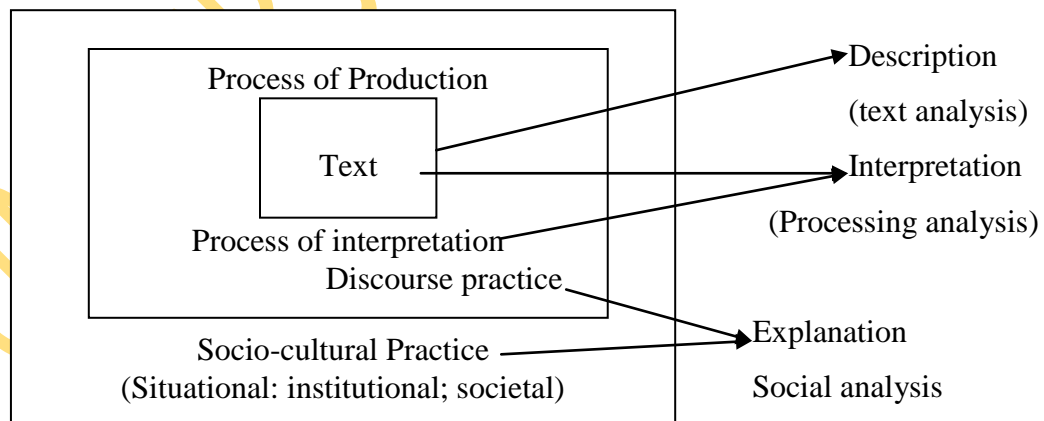 Process of Production
Text
Process of interpretation
Discourse practice
Socio-cultural Practice
(Situational: institutional; societal)
Description
(text analysis)
Interpretation
(Processing analysis)
Explanation
Social analysis